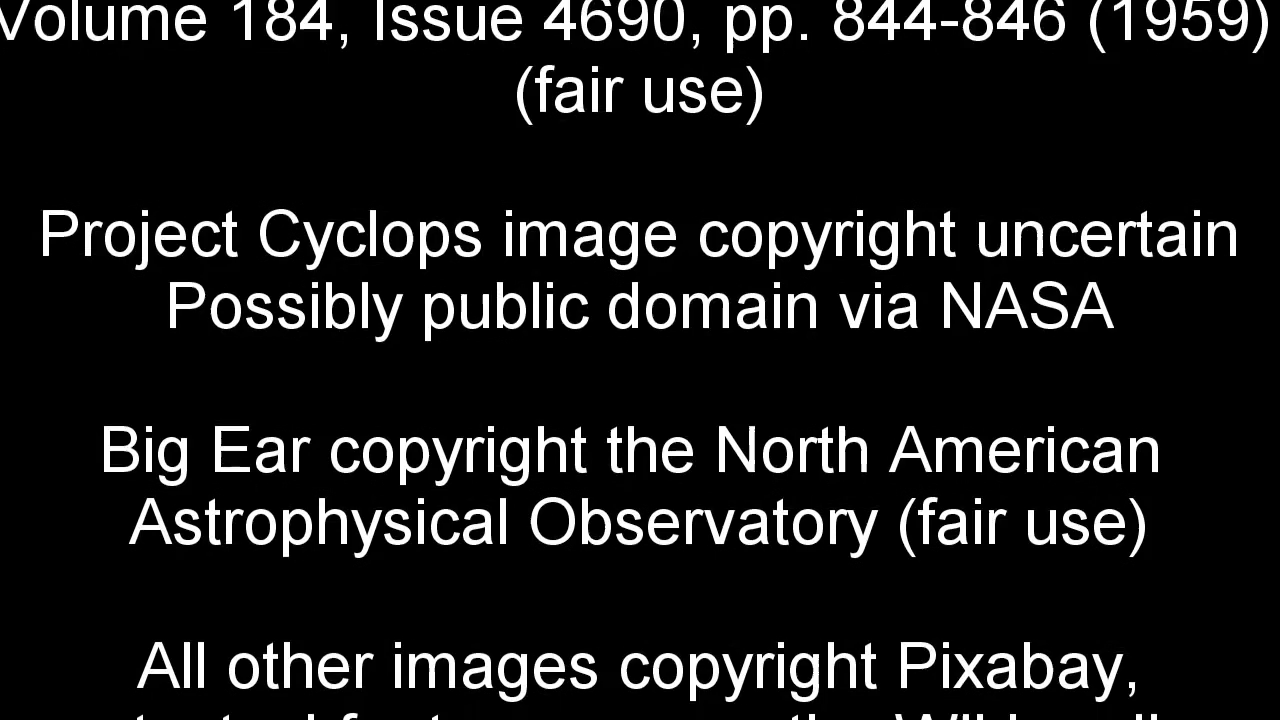 Volume 184, Issue 4690, pp. 844-846 (1959)
(fair use)
Project Cyclops image copyright uncertain
Possibly public domain via NASA
Big Ear copyright the North American
Astrophysical Observatory (fair use)
All other images copyright Pixabay,